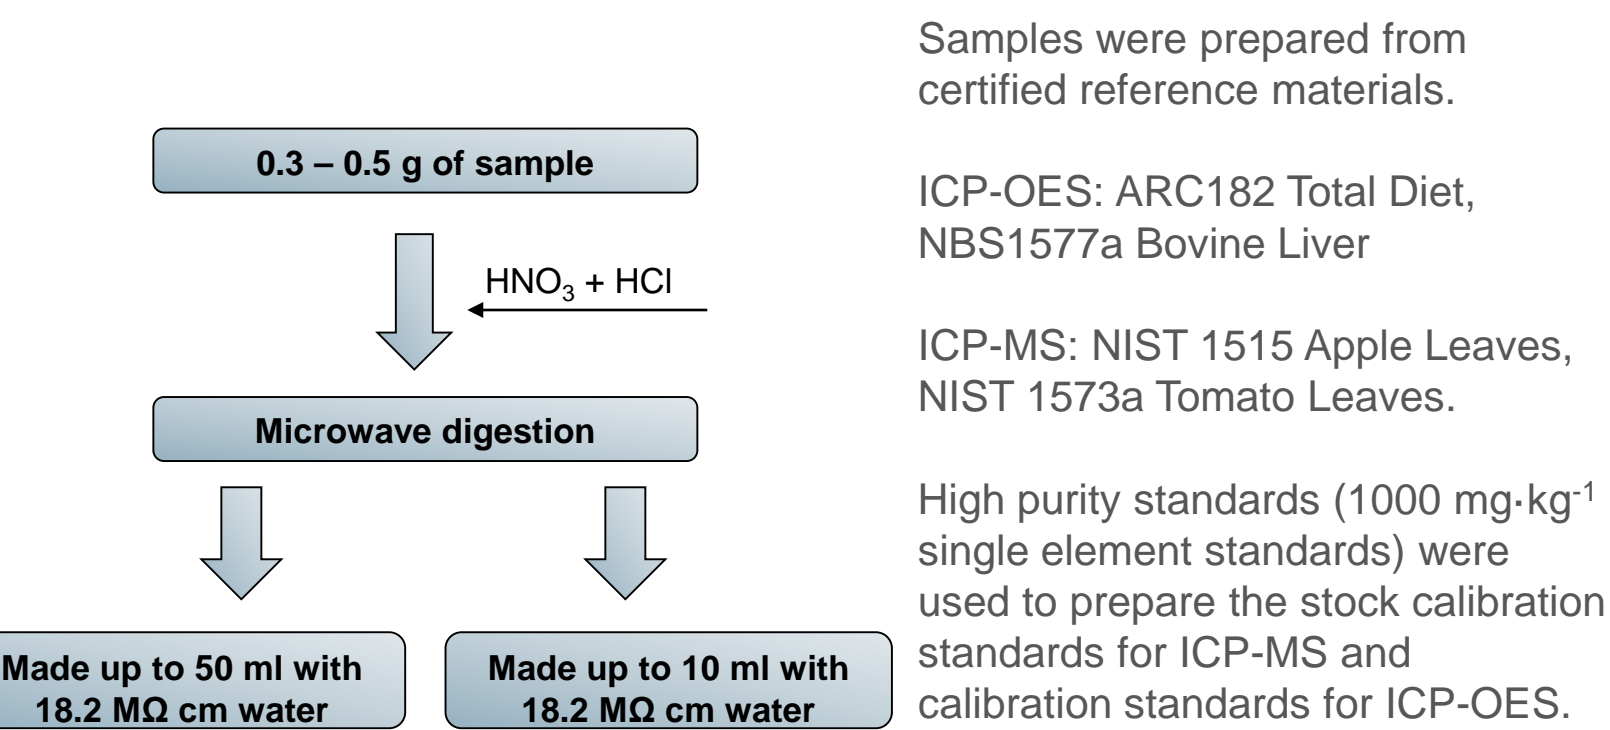 0.3 – 0.5 g of sample
HNO₃ + HCl
Microwave digestion
Made up to 50 ml with
18.2 MΩ cm water
Made up to 10 ml with
18.2 MΩ cm water
Samples were prepared from
certified reference materials.
ICP-OES: ARC182 Total Diet,
NBS1577a Bovine Liver
ICP-MS: NIST 1515 Apple Leaves,
NIST 1573a Tomato Leaves.
High purity standards (1000 mg·kg⁻¹
single element standards) were
used to prepare the stock calibration
standards for ICP-MS and
calibration standards for ICP-OES.